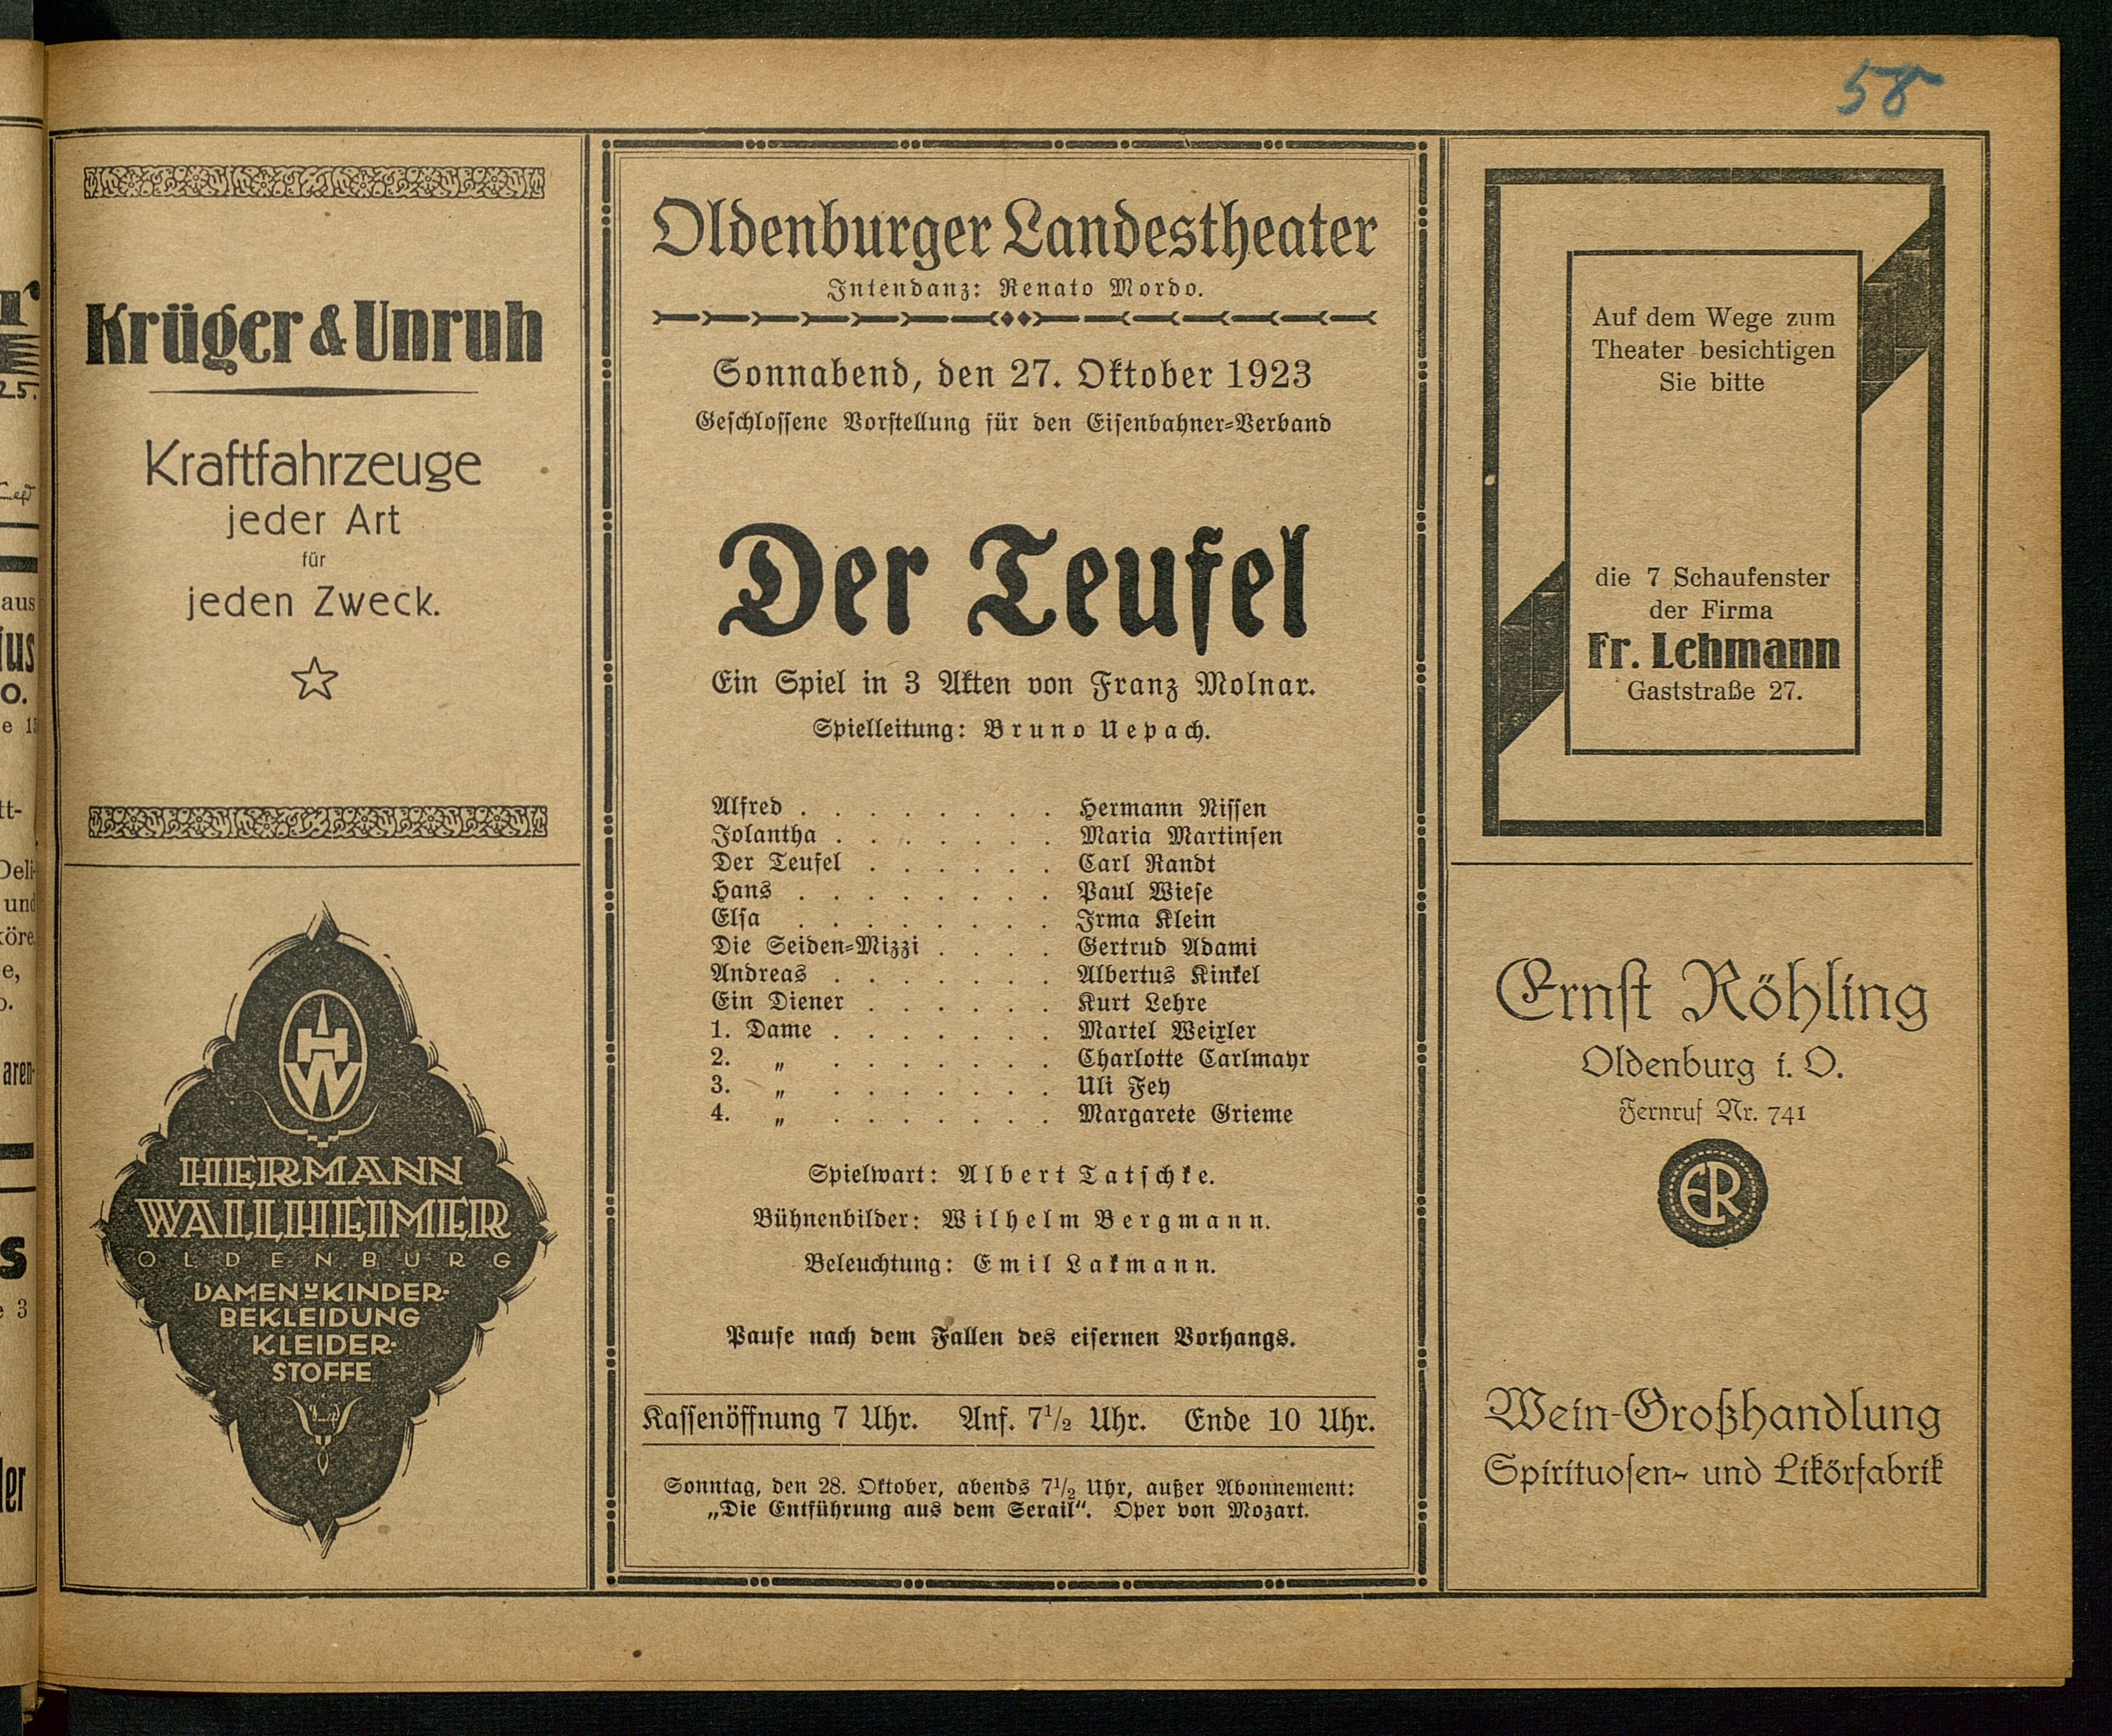 58
Krüger & Unruh
Kraftfahrzeuge
jeder Art
für
jeden Zweck.
HW
HERMANN
WALLHEIMER
OLDENBURG
DAMEN- U KINDER-
BEKLEIDUNG
KLEIDER-
STOFFE
Oldenburger Landestheater
Intendanz: Renato Mordo.
Sonnabend, den 27. Oktober 1923
Geschlossene Vorstellung für den Eisenbahner-Verband
Der Teufel
Ein Spiel in 3 Akten von Franz Molnar.
Spielleitung: Bruno Uepach.
Alfred . . . . . . . . Hermann Nissen
Jolantha . . . . . . . Maria Martinsen
Der Teufel . . . . . . Carl Randt
Hans . . . . . . . . Paul Wiese
Elsa . . . . . . . . Irma Klein
Die Seiden-Mizzi . . . . Gertrud Adami
Andreas . . . . . . . Albertus Kinkel
Ein Diener . . . . . . Kurt Lehre
1. Dame . . . . . . . Martel Weixler
2. „ . . . . . . . Charlotte Carlmayr
3. „ . . . . . . . Uli Fey
4. „ . . . . . . . Margarete Grieme
Spielwart: Albert Tatschke.
Bühnenbilder: Wilhelm Bergmann.
Beleuchtung: Emil Lakmann.
Pause nach dem Fallen des eisernen Vorhangs.
Kassenöffnung 7 Uhr. Anf. 7½ Uhr. Ende 10 Uhr.
Sonntag, den 28. Oktober, abends 7½ Uhr, außer Abonnement:
„Die Entführung aus dem Serail“. Oper von Mozart.
Auf dem Wege zum
Theater besichtigen
Sie bitte
die 7 Schaufenster
der Firma
Fr. Lehmann
Gaststraße 27.
Ernst Röhling
Oldenburg i. O.
Fernruf Nr. 741
ER
Wein-Großhandlung
Spirituosen- und Likörfabrik